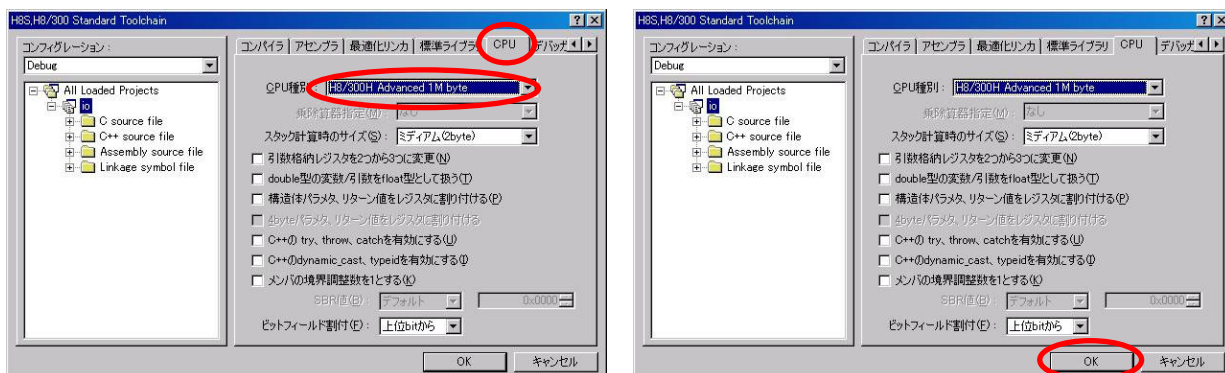 H8S,H8/300 Standard Toolchain
コンフィグレーション :
Debug
All Loaded Projects
io
C source file
C++ source file
Assembly source file
Linkage symbol file
コンパイラ アセンブラ 最適化リンカ 標準ライブラリ CPU デバッガ
CPU種別 : H8/300H Advanced 1M byte
乗除算器指定(M) : なし
スタック計算時のサイズ(S) : ミディアム(2byte)
引数格納レジスタを2つから3つに変更(N)
double型の変数/引数をfloat型として扱う(T)
構造体パラメタ、リターン値をレジスタに割り付ける(P)
4byteパラメタ、リターン値をレジスタに割り付ける
C++の try、throw、catchを有効にする(U)
C++のdynamic_cast、typeidを有効にする(I)
メンバの境界調整数を1とする(K)
SBR値(B) : デフォルト 0x0000
ビットフィールド割付(F) : 上位bitから
OK キャンセル
H8S,H8/300 Standard Toolchain
コンフィグレーション :
Debug
All Loaded Projects
io
C source file
C++ source file
Assembly source file
Linkage symbol file
コンパイラ アセンブラ 最適化リンカ 標準ライブラリ CPU デバッガ
CPU種別 : H8/300H Advanced 1M byte
乗除算器指定(M) : なし
スタック計算時のサイズ(S) : ミディアム(2byte)
引数格納レジスタを2つから3つに変更(N)
double型の変数/引数をfloat型として扱う(T)
構造体パラメタ、リターン値をレジスタに割り付ける(P)
4byteパラメタ、リターン値をレジスタに割り付ける
C++の try、throw、catchを有効にする(U)
C++のdynamic_cast、typeidを有効にする(I)
メンバの境界調整数を1とする(K)
SBR値(B) : デフォルト 0x0000
ビットフィールド割付(F) : 上位bitから
OK キャンセル